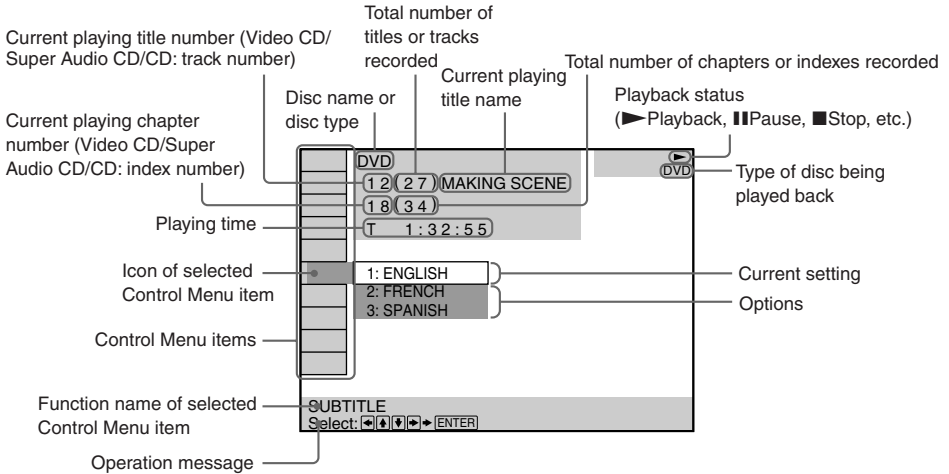 Total number of
titles or tracks
recorded
Current playing title number (Video CD/
Super Audio CD/CD: track number)
Total number of chapters or indexes recorded
Current playing
title name
Disc name or
disc type
Playback status
(►Playback, ❚❚Pause, ■Stop, etc.)
Current playing chapter
number (Video CD/Super
Audio CD/CD: index number)
DVD
►
DVD
Type of disc being
played back
12(27) MAKING SCENE
18(34)
Playing time
T 1:32:55
Icon of selected
Control Menu item
1: ENGLISH
Current setting
2: FRENCH
3: SPANISH
Options
Control Menu items
Function name of selected
Control Menu item
SUBTITLE
Select: ←↑↓→ → ENTER
Operation message